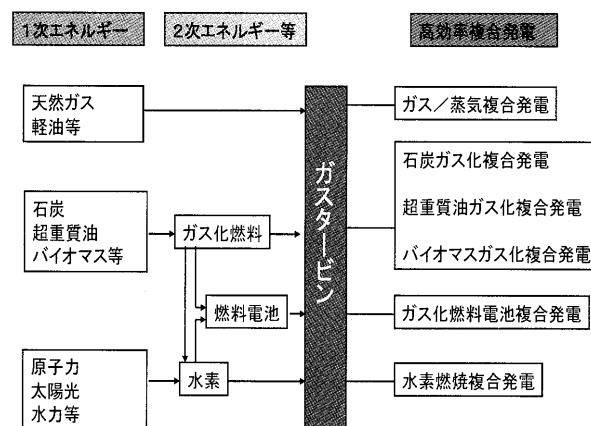 1次エネルギー
2次エネルギー等
高効率複合発電
天然ガス
軽油等
ガス／蒸気複合発電
石炭
超重質油
バイオマス等
ガス化燃料
ガスタービン
石炭ガス化複合発電
超重質油ガス化複合発電
バイオマスガス化複合発電
燃料電池
ガス化燃料電池複合発電
原子力
太陽光
水力等
水素
水素燃焼複合発電